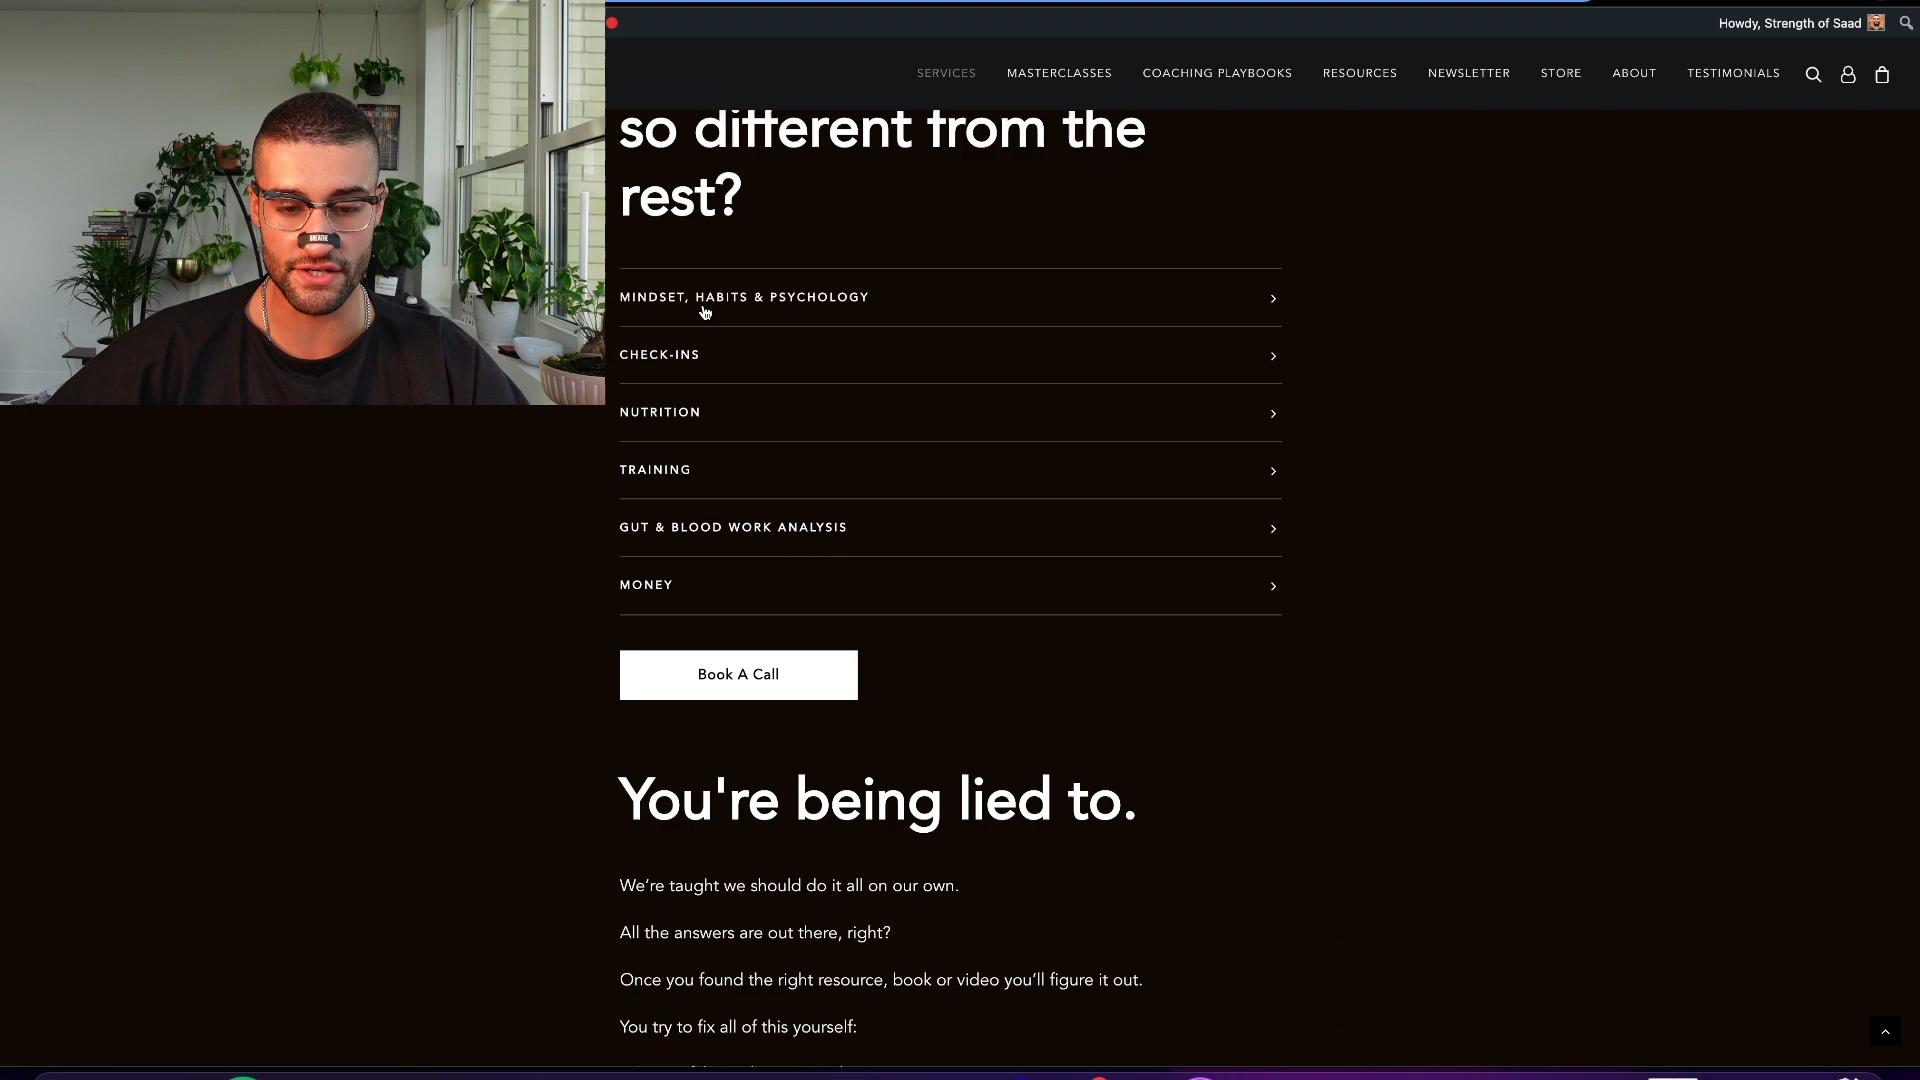 Howdy, Strength of Saad
SERVICES MASTERCLASSES COACHING PLAYBOOKS RESOURCES NEWSLETTER STORE ABOUT TESTIMONIALS
so different from the
rest?
BREATHE
MINDSET, HABITS & PSYCHOLOGY
CHECK-INS
NUTRITION
TRAINING
GUT & BLOOD WORK ANALYSIS
MONEY
Book A Call
You're being lied to.
We're taught we should do it all on our own.
All the answers are out there, right?
Once you found the right resource, book or video you'll figure it out.
You try to fix all of this yourself: